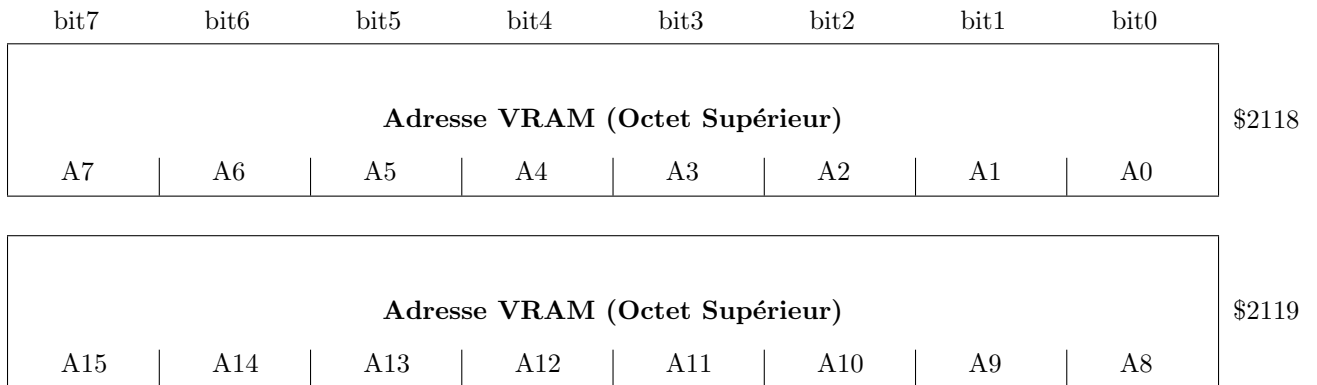 bit7 bit6 bit5 bit4 bit3 bit2 bit1 bit0
Adresse VRAM (Octet Supérieur) $2118
A7 A6 A5 A4 A3 A2 A1 A0
Adresse VRAM (Octet Supérieur) $2119
A15 A14 A13 A12 A11 A10 A9 A8